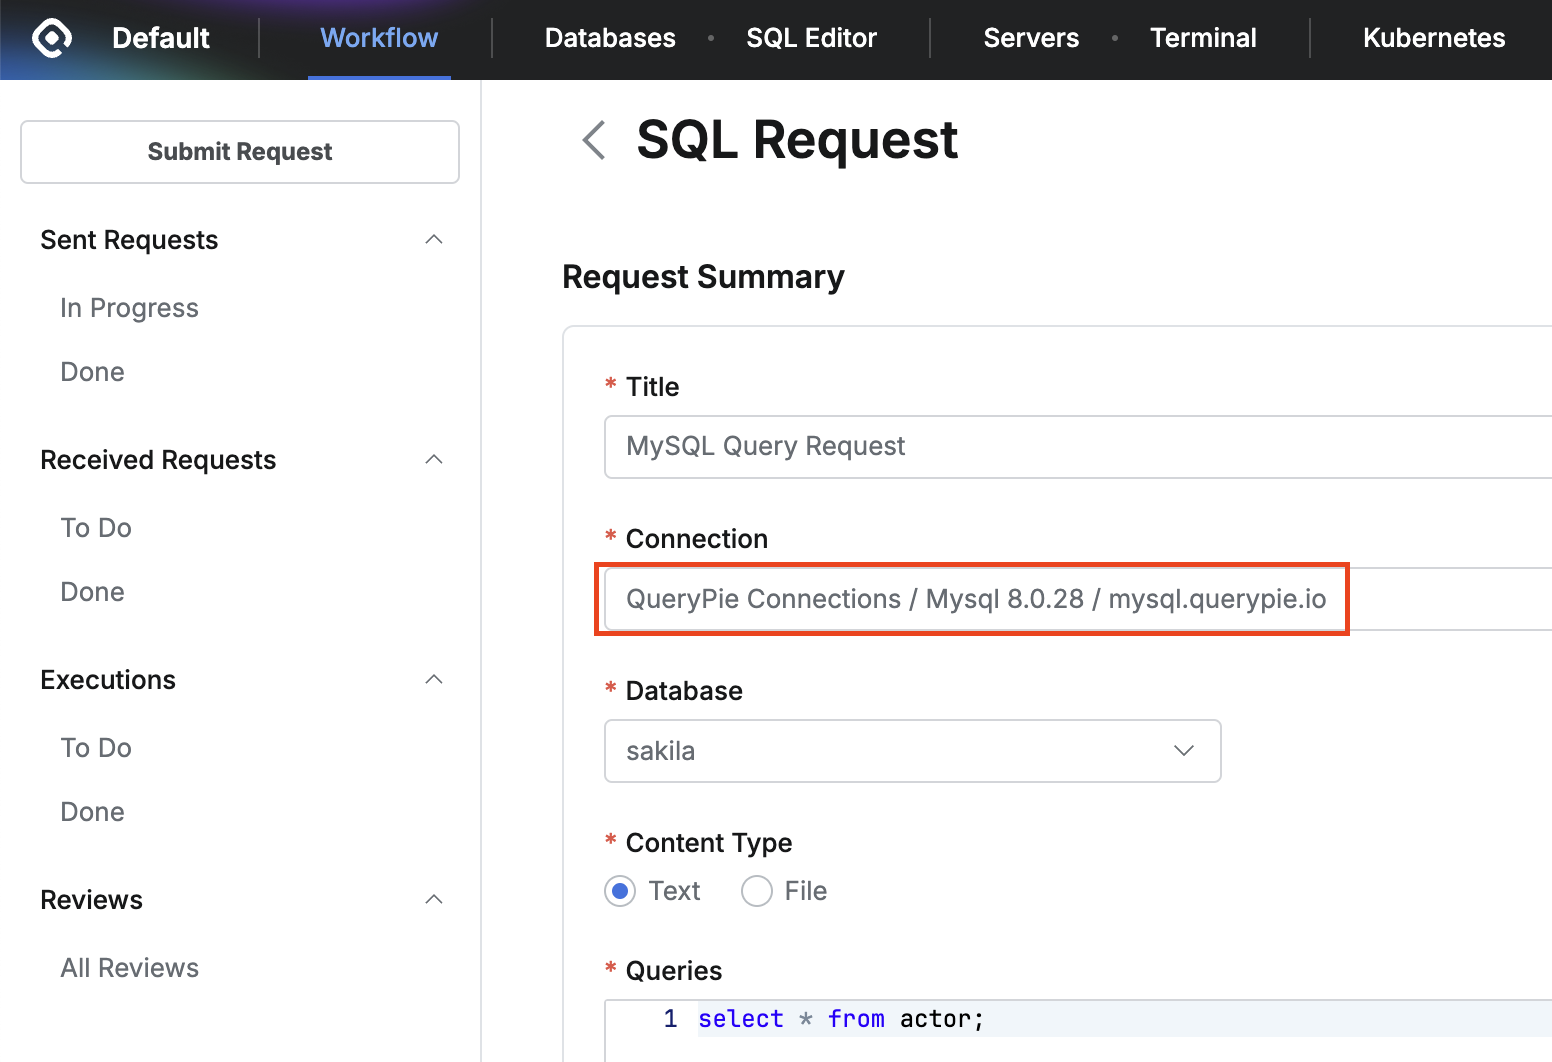 Default
Workflow
Databases
SQL Editor
Servers
Terminal
Kubernetes
Submit Request
Sent Requests
In Progress
Done
Received Requests
To Do
Done
Executions
To Do
Done
Reviews
All Reviews
SQL Request
Request Summary
* Title
MySQL Query Request
* Connection
QueryPie Connections / Mysql 8.0.28 / mysql.querypie.io
* Database
sakila
* Content Type
Text
File
* Queries
1 select * from actor;